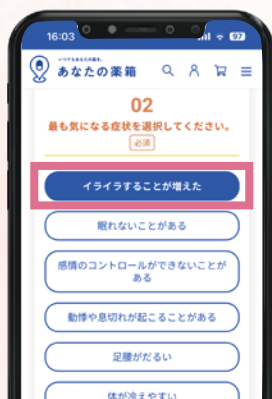 16:03
97
いつでもあなたの薬を。
あなたの薬箱
02
最も気になる症状を選択してください。
必須
イライラすることが増えた
眠れないことがある
感情のコントロールができないことが
ある
動悸や息切れが起こることがある
足腰がだるい
体が冷えやすい